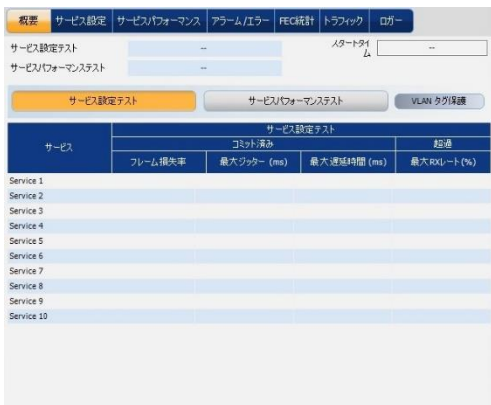 概要 サービス設定 サービスパフォーマンス アラーム/エラー FEC統計 トラフィック ロガー
サービス設定テスト -- スタートタイム --
サービスパフォーマンステスト --
サービス設定テスト サービスパフォーマンステスト VLAN タグ保護
サービス設定テスト
サービス コミット済み 超過
フレーム損失率 最大ジッター (ms) 最大遅延時間 (ms) 最大RXレート(%)
Service 1
Service 2
Service 3
Service 4
Service 5
Service 6
Service 7
Service 8
Service 9
Service 10